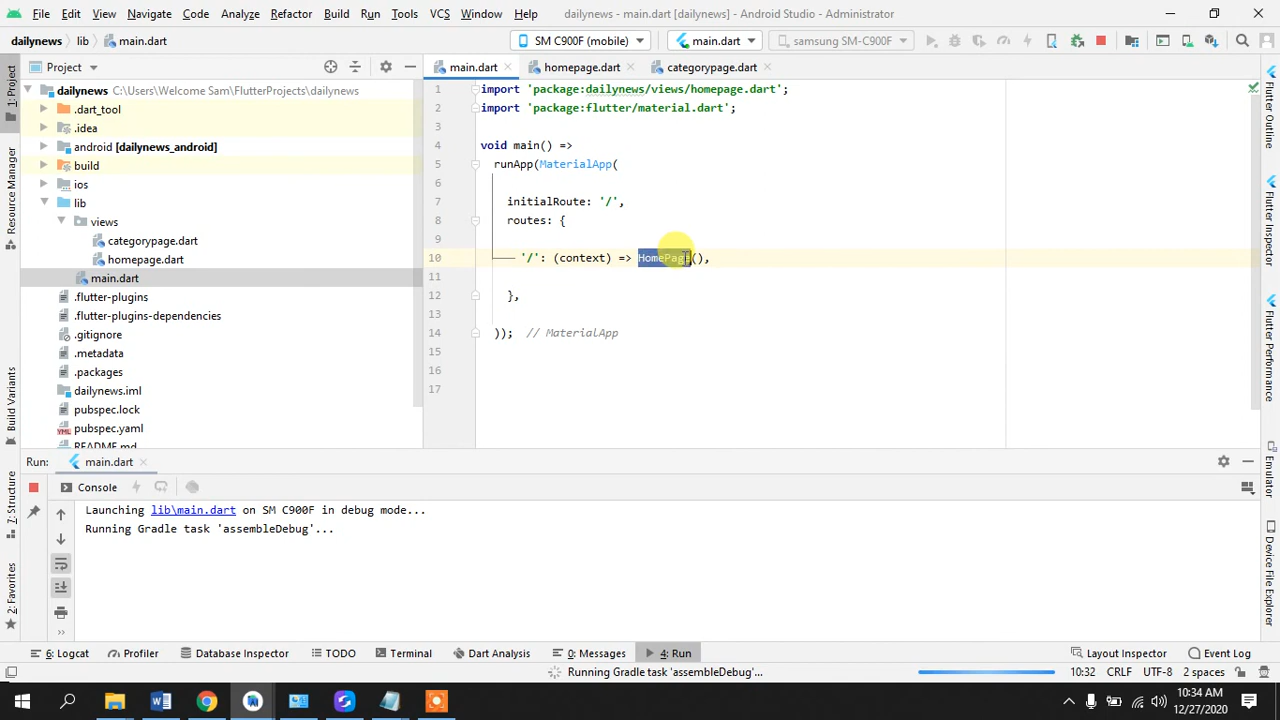 File Edit View Navigate Code Analyze Refactor Build Run Tools VCS Window Help dailynews - main.dart [dailynews] - Android Studio - Administrator
dailynews lib main.dart SM C900F (mobile) main.dart samsung SM-C900F
Project main.dart homepage.dart categorypage.dart
dailynews C:\Users\Welcome Sam\FlutterProjects\dailynews
.dart_tool
.idea
android [dailynews_android]
build
ios
lib
views
categorypage.dart
homepage.dart
main.dart
.flutter-plugins
.flutter-plugins-dependencies
.gitignore
.metadata
.packages
dailynews.iml
pubspec.lock
pubspec.yaml
README.md
1 import 'package:dailynews/views/homepage.dart';
2 import 'package:flutter/material.dart';
3
4 void main() =>
5 runApp(MaterialApp(
6
7 initialRoute: '/',
8 routes: {
9
10 '/': (context) => HomePage(),
11
12 },
13
14 )); // MaterialApp
15
16
17
1: Project
Resource Manager
Build Variants
7: Structure
2: Favorites
Flutter Outline
Flutter Inspector
Flutter Performance
Emulator
Device File Explorer
Run: main.dart
Console
Launching lib\main.dart on SM C900F in debug mode...
Running Gradle task 'assembleDebug'...
6: Logcat Profiler Database Inspector TODO Terminal Dart Analysis 0: Messages 4: Run Layout Inspector Event Log
Running Gradle task 'assembleDebug'... 10:32 CRLF UTF-8 2 spaces
10:34 AM
12/27/2020